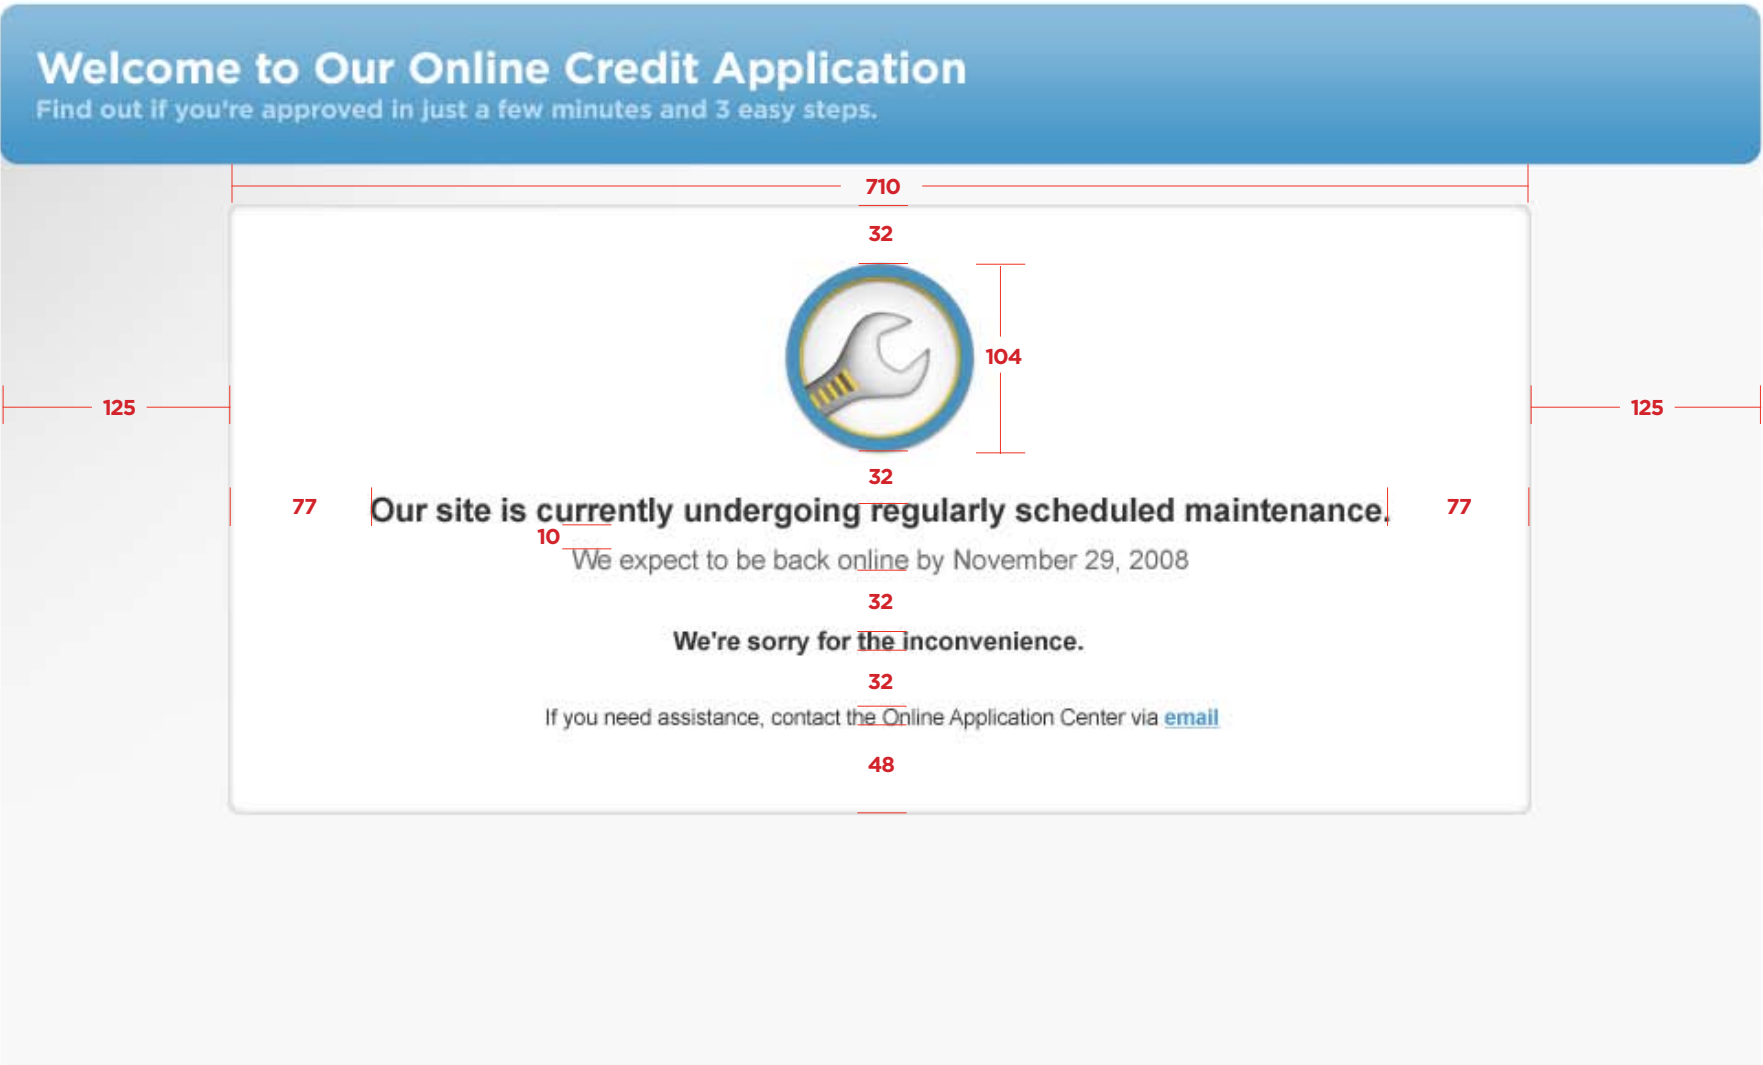 Welcome to Our Online Credit Application
Find out if you're approved in just a few minutes and 3 easy steps.
710
32
104
125
125
32
77 Our site is currently undergoing regularly scheduled maintenance. 77
10
We expect to be back online by November 29, 2008
32
We're sorry for the inconvenience.
32
If you need assistance, contact the Online Application Center via email
48